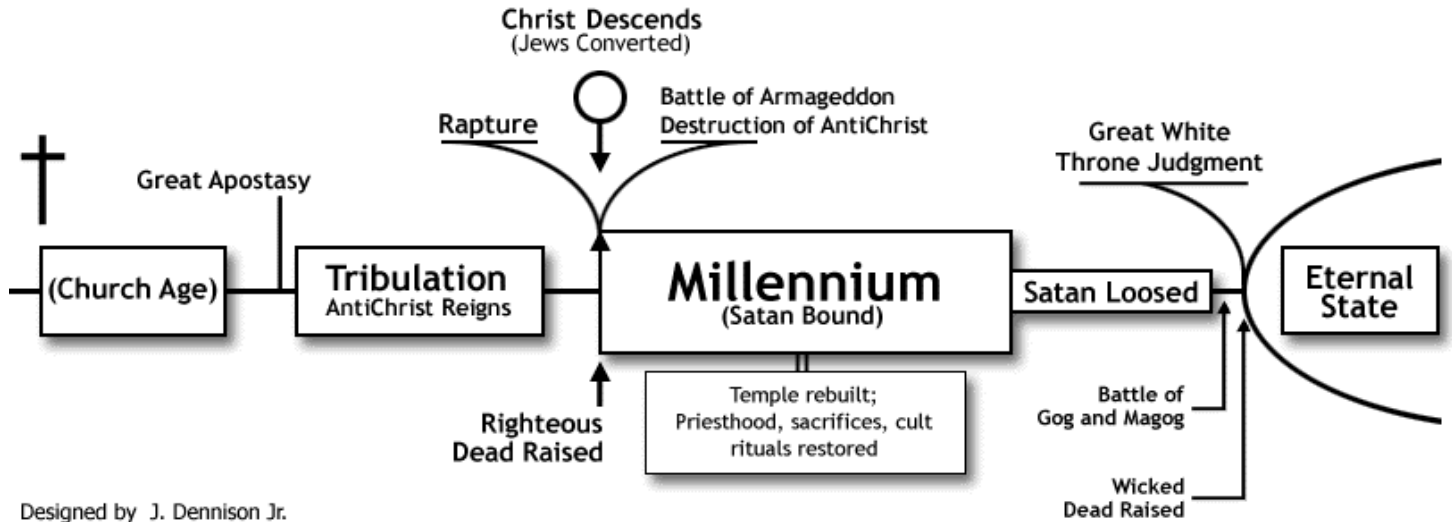 Christ Descends
(Jews Converted)
Rapture
Battle of Armageddon
Destruction of AntiChrist
Great White
Throne Judgment
Great Apostasy
(Church Age)
Tribulation
AntiChrist Reigns
Millennium
(Satan Bound)
Satan Loosed
Eternal
State
Temple rebuilt;
Priesthood, sacrifices, cult
rituals restored
Righteous
Dead Raised
Battle of
Gog and Magog
Wicked
Dead Raised
Designed by J. Dennison Jr.